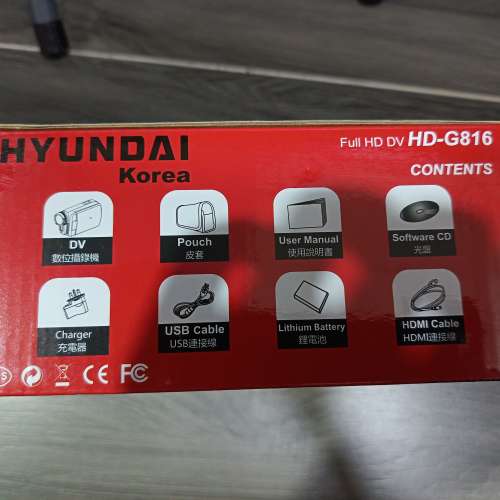 HYUNDAI
Korea
Full HD DV HD-G816
CONTENTS
DV
數位攝錄機
Pouch
皮套
User Manual
使用說明書
Software CD
光盤
Charger
充電器
USB Cable
USB連接線
Lithium Battery
鋰電池
HDMI Cable
HDMI連接線
CE FC